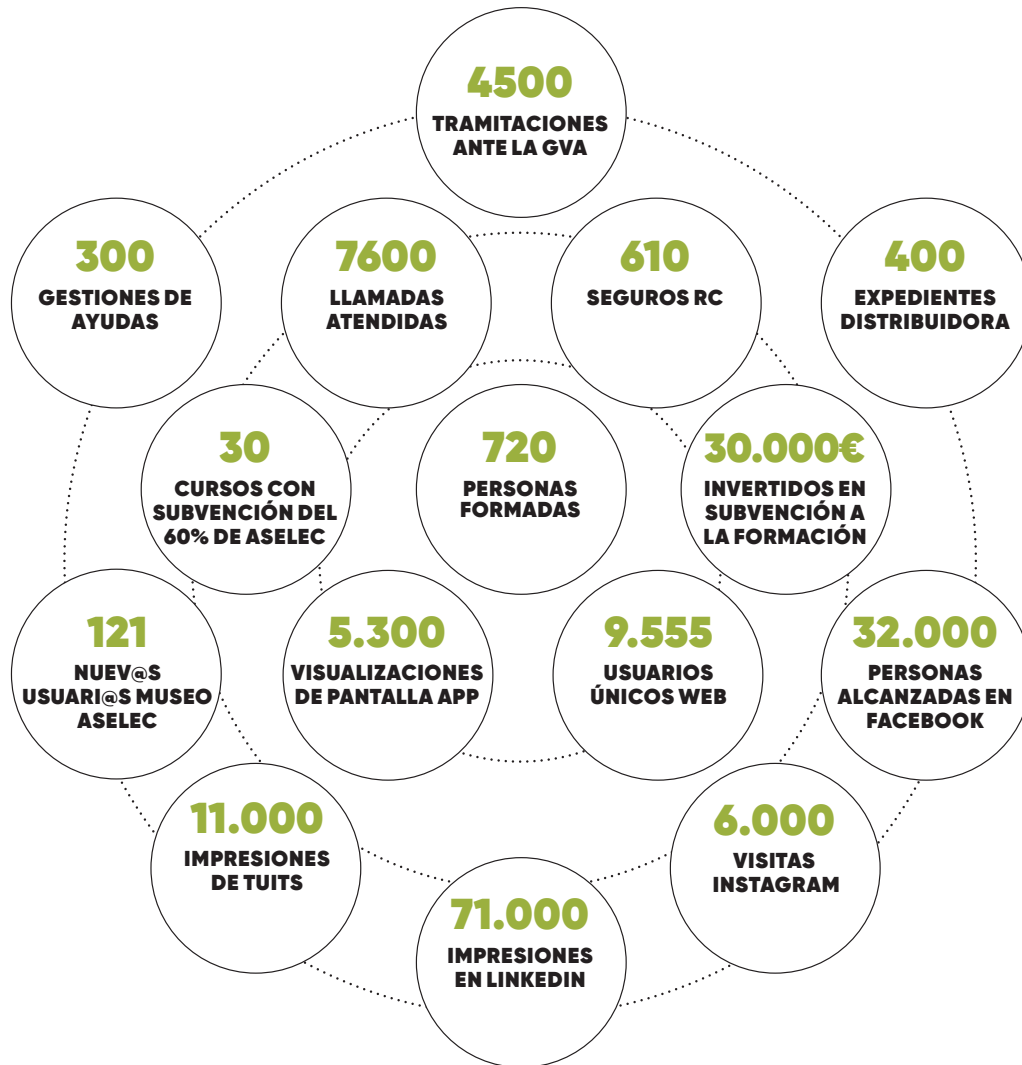 4500
TRAMITACIONES
ANTE LA GVA
300
GESTIONES DE
AYUDAS
7600
LLAMADAS
ATENDIDAS
610
SEGUROS RC
400
EXPEDIENTES
DISTRIBUIDORA
30
CURSOS CON
SUBVENCIÓN DEL
60% DE ASELEC
720
PERSONAS
FORMADAS
30.000€
INVERTIDOS EN
SUBVENCIÓN A
LA FORMACIÓN
121
NUEV@S
USUARI@S MUSEO
ASELEC
5.300
VISUALIZACIONES
DE PANTALLA APP
9.555
USUARIOS
ÚNICOS WEB
32.000
PERSONAS
ALCANZADAS EN
FACEBOOK
11.000
IMPRESIONES
DE TUITS
71.000
IMPRESIONES
EN LINKEDIN
6.000
VISITAS
INSTAGRAM